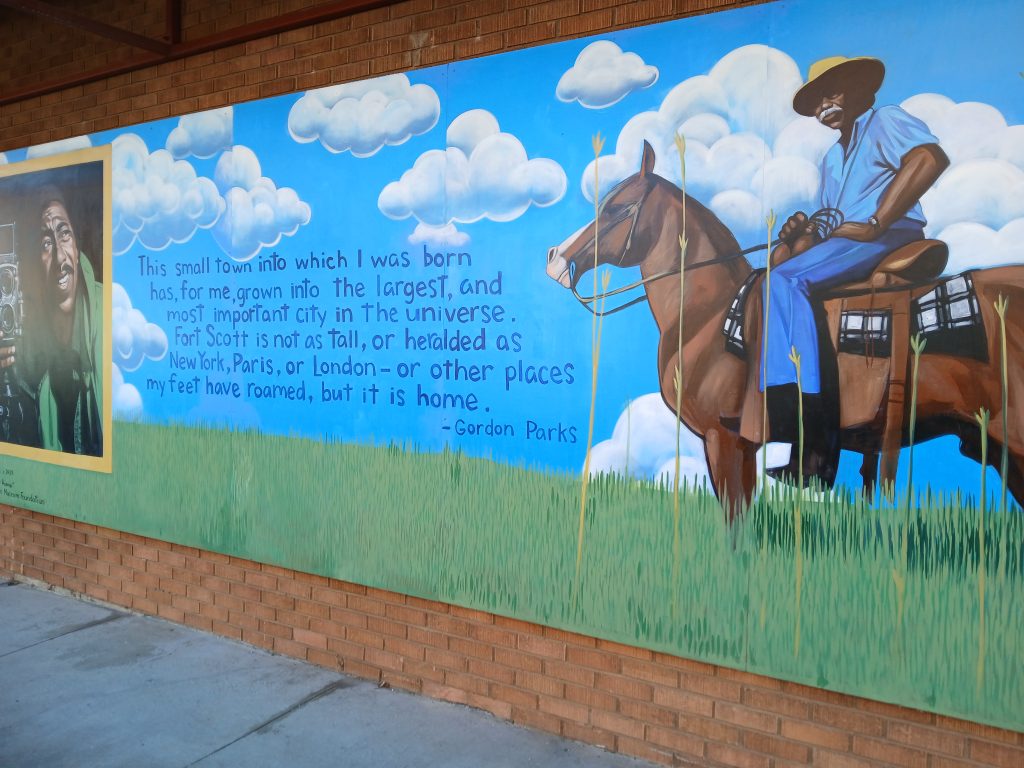 This small town into which I was born
has, for me, grown into the largest, and
most important city in the universe.
Fort Scott is not as tall, or heralded as
New York, Paris, or London - or other places
my feet have roamed, but it is home.
- Gordon Parks
Museum Foundation